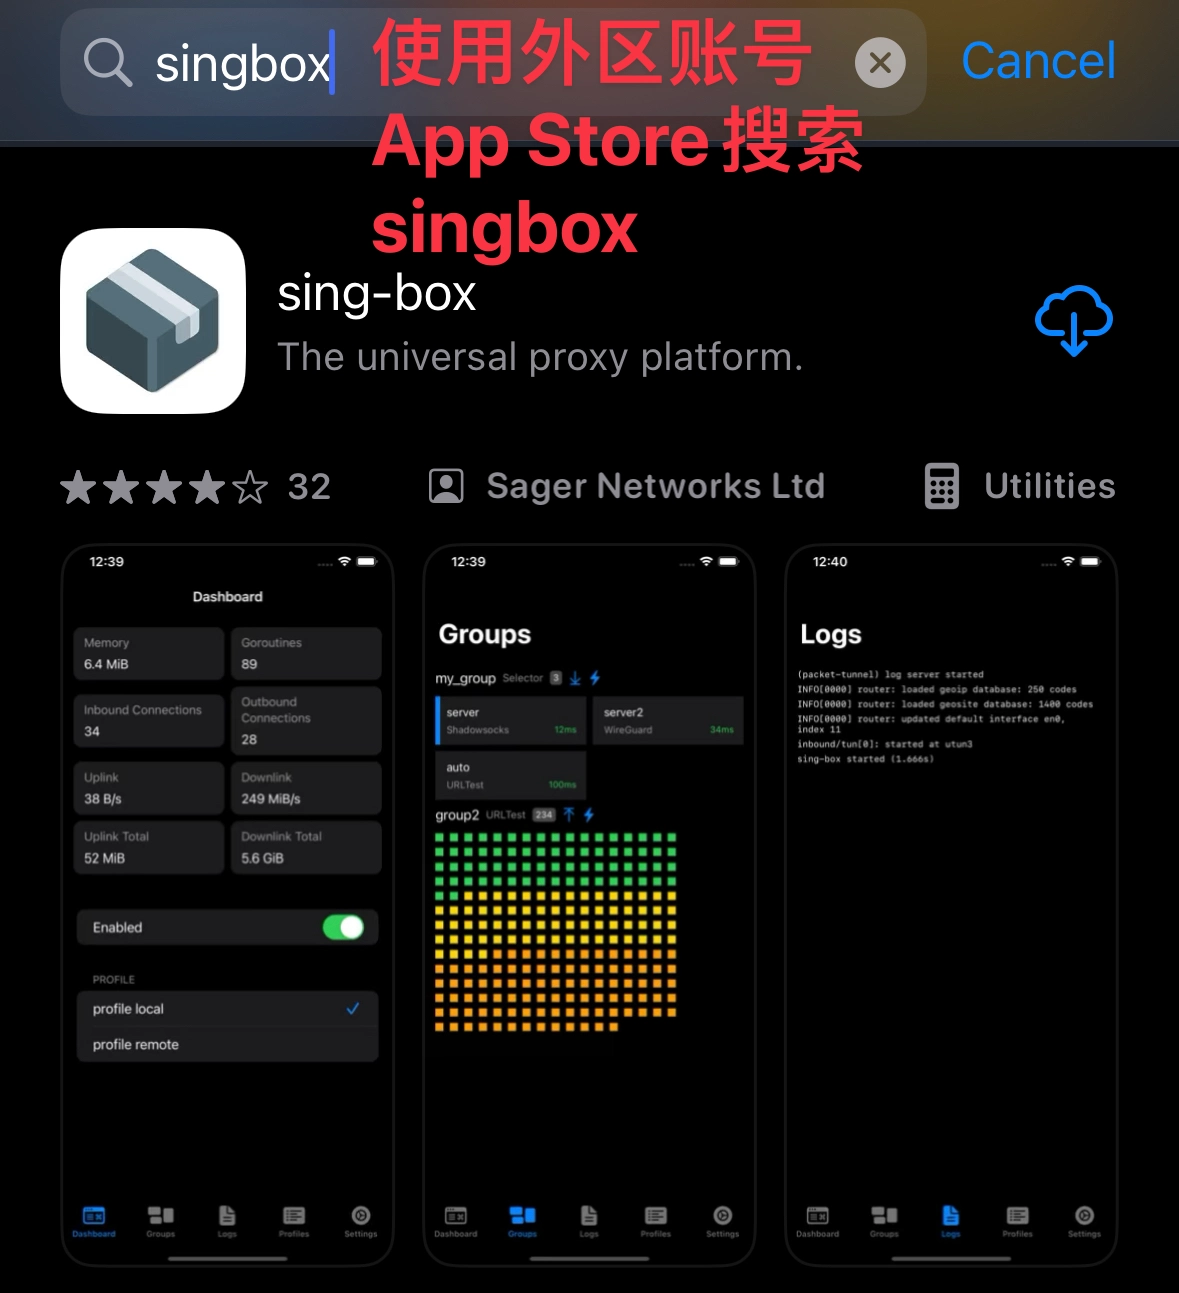 singbox
使用外区账号
Cancel
App Store 搜索
singbox
sing-box
The universal proxy platform.
32
Sager Networks Ltd
Utilities
12:39
Dashboard
Memory
6.4 MiB
Goroutines
89
Inbound Connections
34
Outbound
Connections
28
Uplink
38 B/s
Downlink
249 MiB/s
Uplink Total
52 MiB
Downlink Total
5.6 GiB
Enabled
PROFILE
profile local
profile remote
Dashboard
Groups
Logs
Profiles
Settings
12:39
Groups
my_group Selector 3
server
Shadowsocks 12ms
server2
WireGuard 34ms
auto
URLTest 100ms
group2 URLTest 234
Dashboard
Groups
Logs
Profiles
Settings
12:40
Logs
(packet-tunnel) log server started
INFO[0000] router: loaded geoip database: 250 codes
INFO[0000] router: loaded geosite database: 1400 codes
INFO[0000] router: updated default interface en0,
index 11
inbound/tun[0]: started at utun3
sing-box started (1.666s)
Dashboard
Groups
Logs
Profiles
Settings